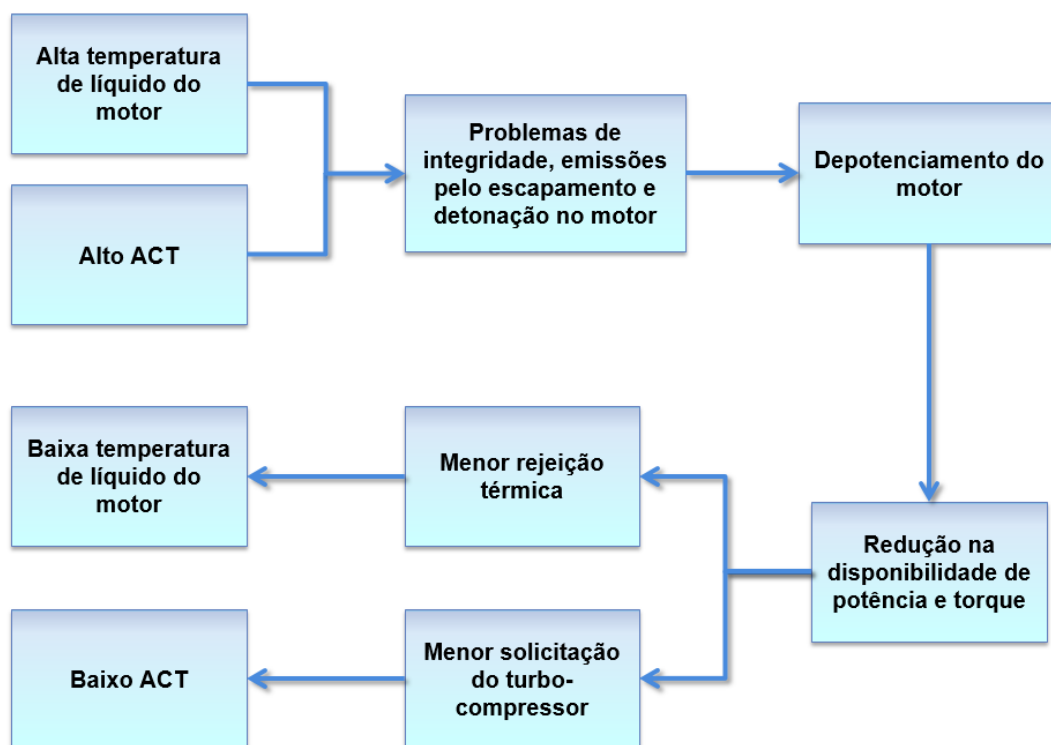 Alta temperatura
de líquido do
motor
Alto ACT
Problemas de
integridade, emissões
pelo escapamento e
detonação no motor
Depotenciamento do
motor
Redução na
disponibilidade de
potência e torque
Menor rejeição
térmica
Baixa temperatura
de líquido do
motor
Menor solicitação
do turbo-
compressor
Baixo ACT